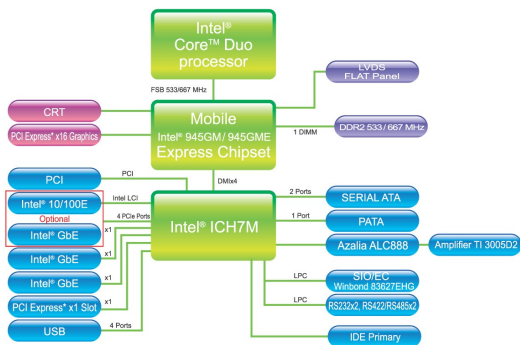 Intel®
Core™ Duo
processor
FSB 533/667 MHz
LVDS
FLAT Panel
CRT
PCI Express* x16 Graphics
Mobile
Intel® 945GM/945GME
Express Chipset
1 DIMM
DDR2 533/667 MHz
DMIx4
PCI
PCI
Intel® 10/100E
Intel LCI
Optional
4 PCIe Ports
Intel® GbE
x1
Intel® GbE
x1
Intel® GbE
x1
PCI Express* x1 Slot
x1
USB
4 Ports
Intel® ICH7M
2 Ports
SERIAL ATA
1 Port
PATA
Azalia ALC888
Amplifier TI 3005D2
LPC
SIO/EC
Winbond 83627EHG
LPC
RS232x2, RS422/RS485x2
IDE Primary